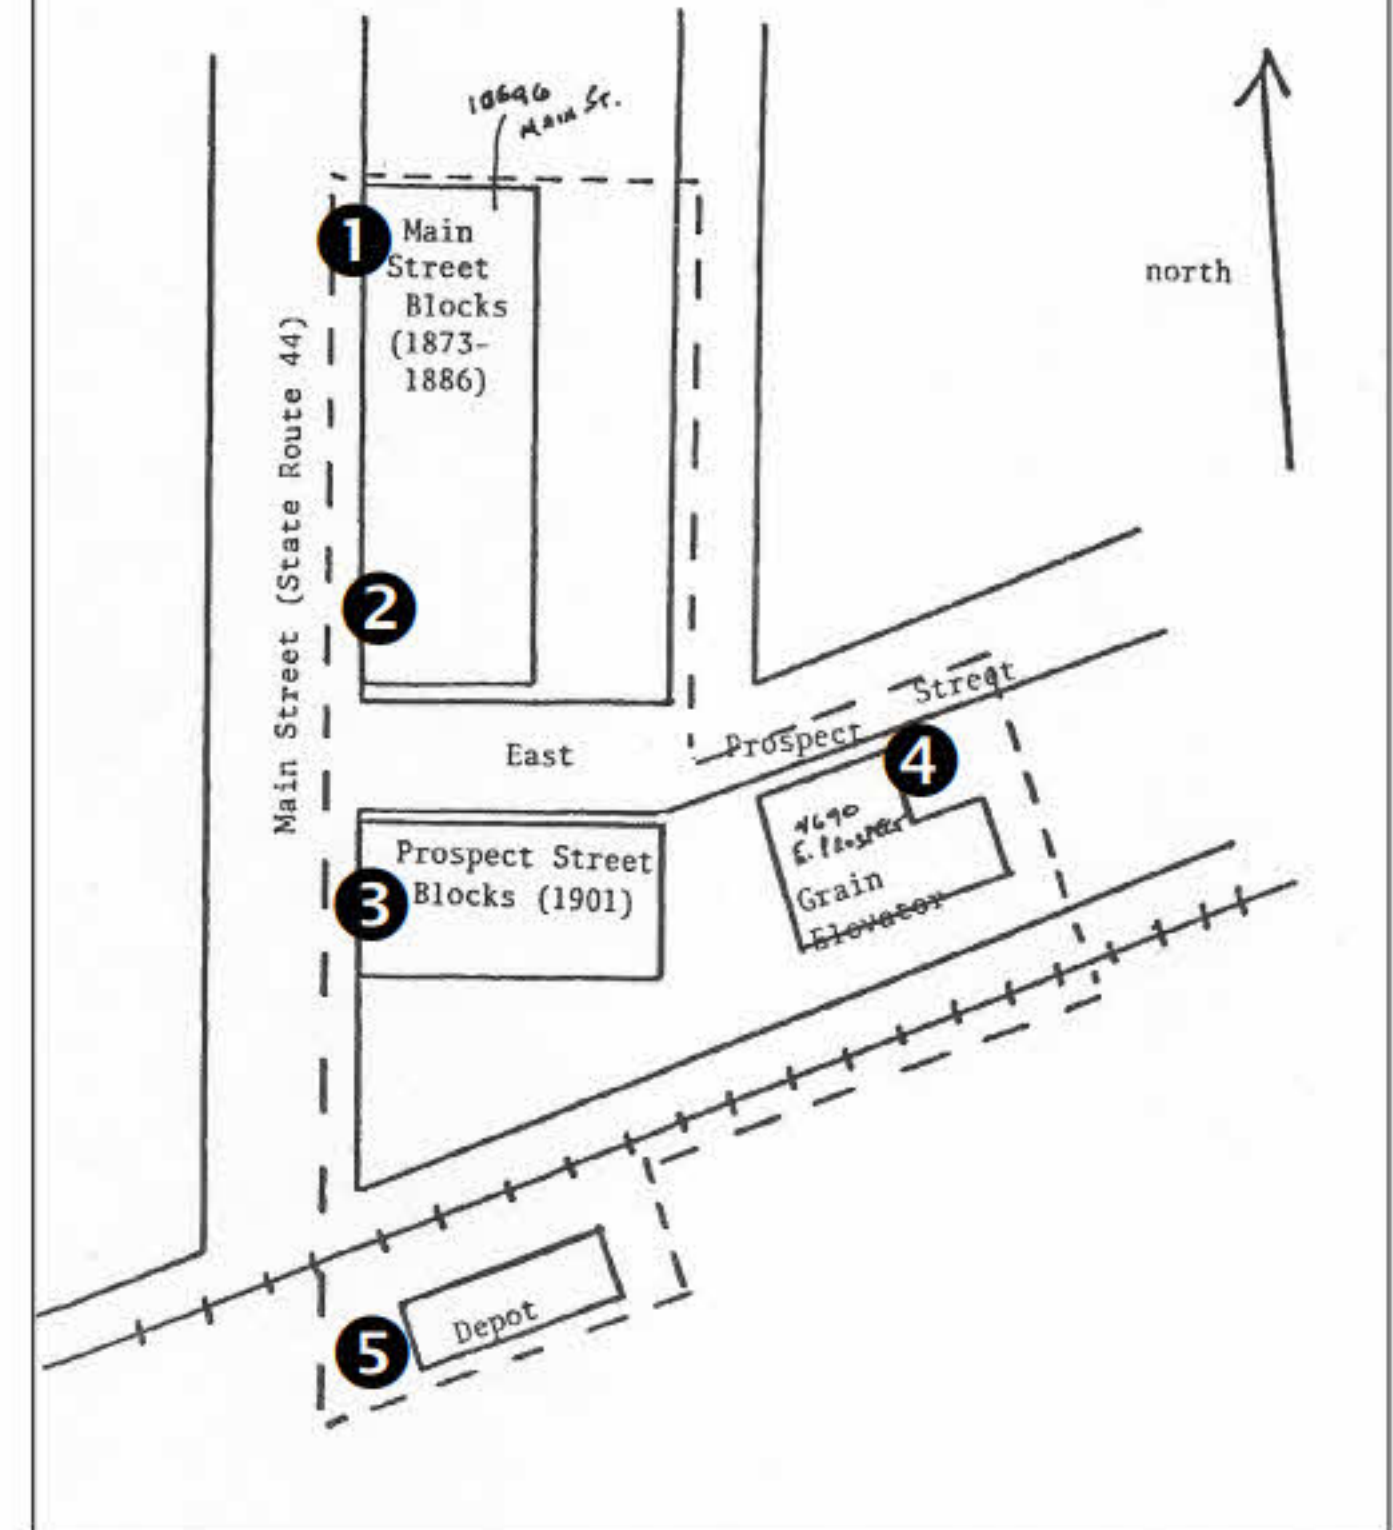 10696
Main St.
1
Main
Street
Blocks
(1873-
1886)
north
Main Street (State Route 44)
2
East
Prospect
Street
4
4690
E. Prospect
Grain
Elevator
Prospect Street
3
Blocks (1901)
Depot
5